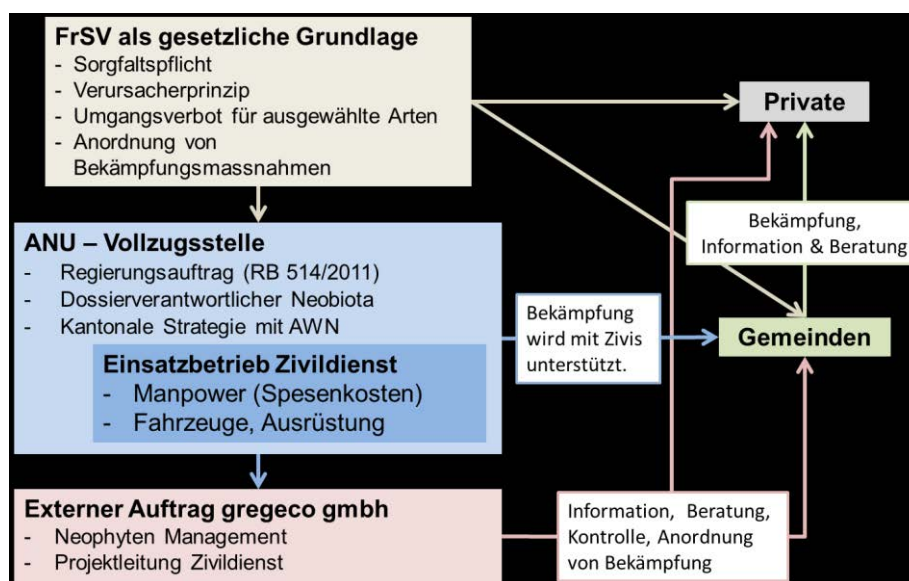 FrSV als gesetzliche Grundlage
- Sorgfaltspflicht
- Verursacherprinzip
- Umgangsverbot für ausgewählte Arten
- Anordnung von
Bekämpfungsmassnahmen
Private
Bekämpfung,
Information & Beratung
ANU – Vollzugsstelle
- Regierungsauftrag (RB 514/2011)
- Dossierverantwortlicher Neobiota
- Kantonale Strategie mit AWN
Einsatzbetrieb Zivildienst
- Manpower (Spesenkosten)
- Fahrzeuge, Ausrüstung
Bekämpfung
wird mit Zivis
unterstützt.
Gemeinden
Externer Auftrag gregeco gmbh
- Neophyten Management
- Projektleitung Zivildienst
Information, Beratung,
Kontrolle, Anordnung
von Bekämpfung